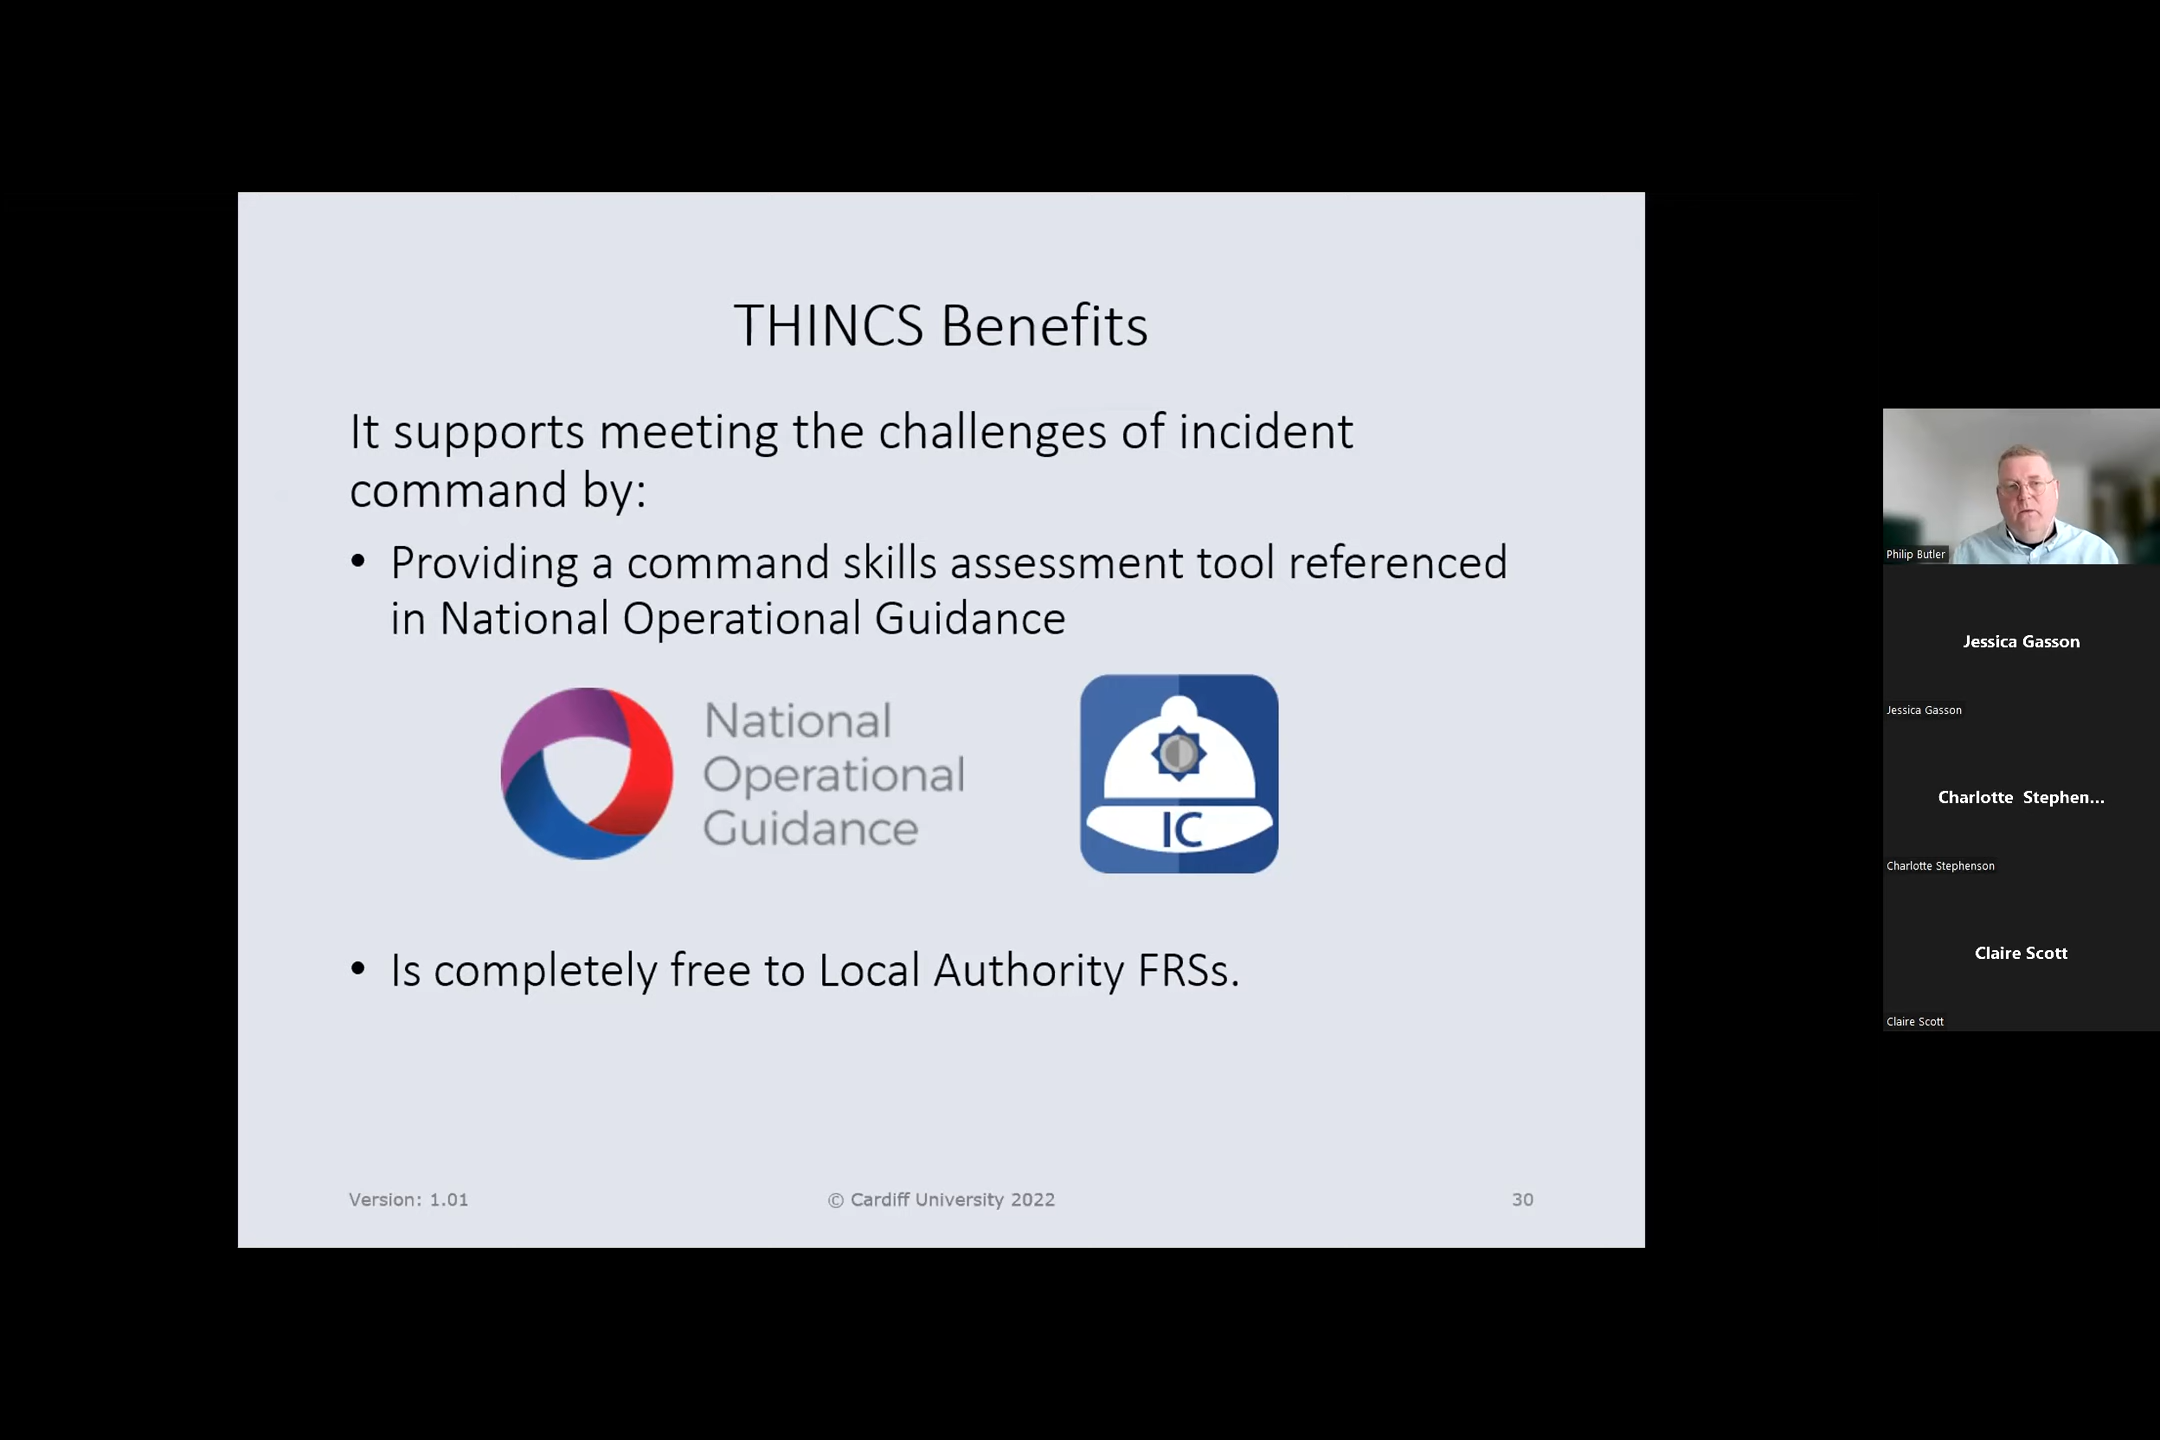 THINCS Benefits
It supports meeting the challenges of incident
command by:
• Providing a command skills assessment tool referenced
in National Operational Guidance
National
Operational
Guidance
IC
• Is completely free to Local Authority FRSs.
Version: 1.01
© Cardiff University 2022
30
Philip Butler
Jessica Gasson
Jessica Gasson
Charlotte Stephen...
Charlotte Stephenson
Claire Scott
Claire Scott